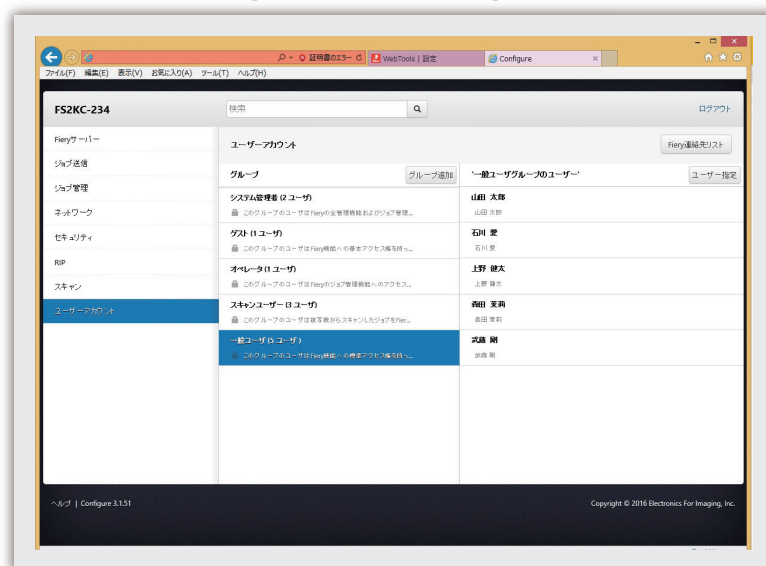 証明書のエラー
WebTools | 設定
Configure
ファイル(F) 編集(E) 表示(V) お気に入り(A) ツール(T) ヘルプ(H)
FS2KC-234
検索
ログアウト
Fieryサーバー
ジョブ送信
ジョブ管理
ネットワーク
セキュリティ
RIP
スキャン
ユーザーアカウント
ユーザーアカウント
Fiery連絡先リスト
グループ
グループ追加
システム管理者 (2 ユーザ)
このグループのユーザはFieryの全管理機能およびジョブ管理...
ゲスト (1 ユーザ)
このグループのユーザはFiery機能への基本アクセス権を持っ...
オペレータ (1 ユーザ)
このグループのユーザはFieryのジョブ管理機能へのアクセス...
スキャンユーザー (3 ユーザ)
このグループのユーザは複写機からスキャンしたジョブをFier...
一般ユーザ (5 ユーザ)
このグループのユーザはFiery機能への標準アクセス権を持っ...
'一般ユーザグループのユーザー'
ユーザー指定
山田 太郎
山田 太郎
石川 愛
石川 愛
上野 健太
上野 健太
森田 茉莉
森田 茉莉
武藤 剛
武藤 剛
ヘルプ | Configure 3.1.51
Copyright © 2016 Electronics For Imaging, Inc.